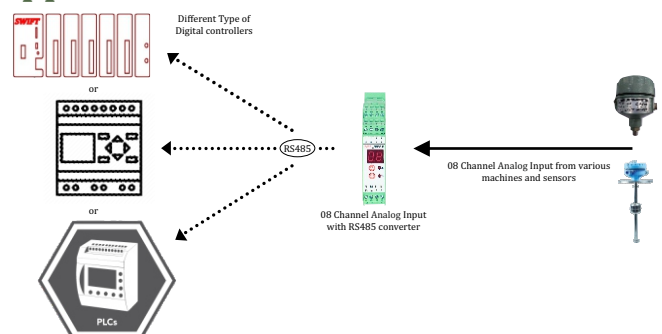 SWIFT
Different Type of
Digital controllers
or
RS485
08 Channel Analog Input from various
machines and sensors
or
08 Channel Analog Input
with RS485 converter
PLCs